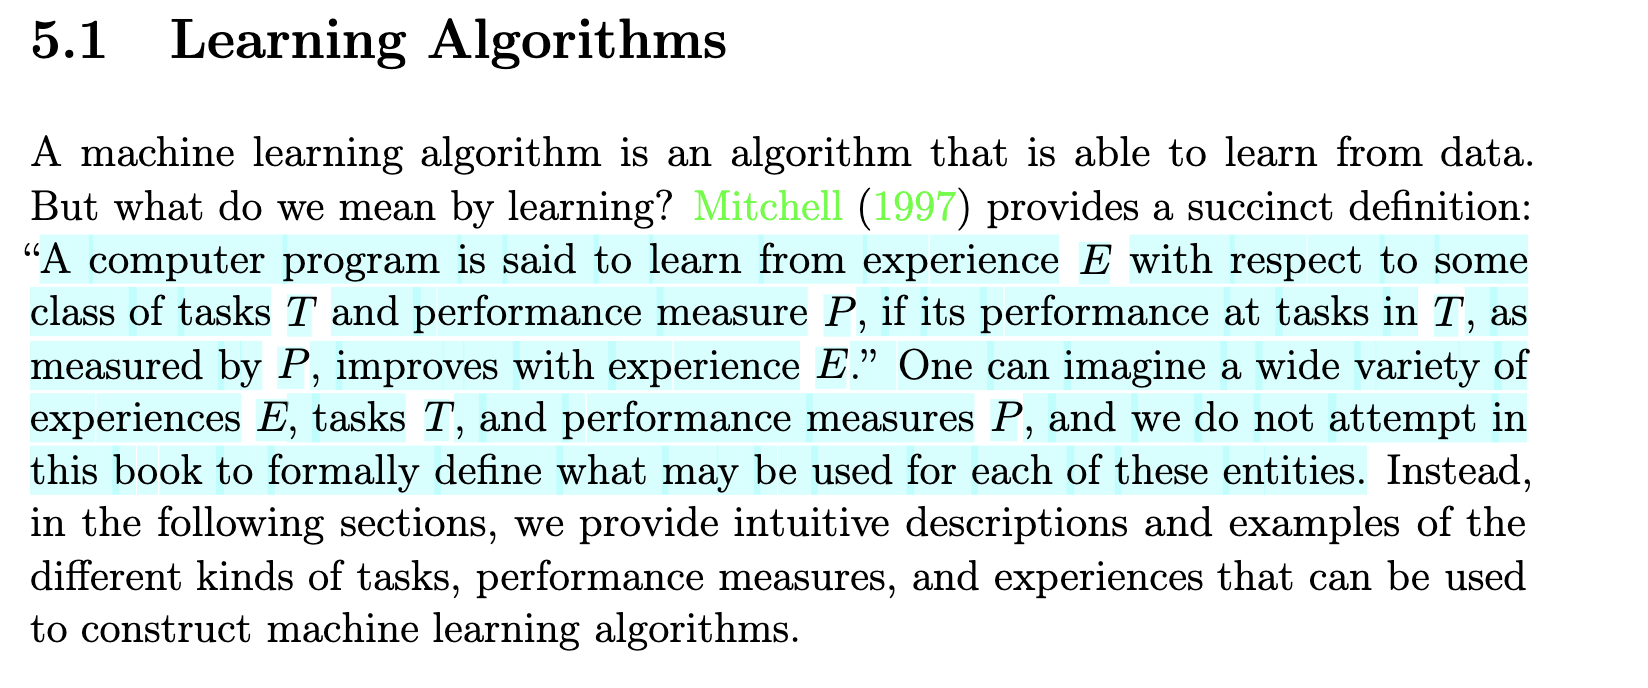 5.1 Learning Algorithms
A machine learning algorithm is an algorithm that is able to learn from data.
But what do we mean by learning? Mitchell (1997) provides a succinct definition:
“A computer program is said to learn from experience E with respect to some
class of tasks T and performance measure P, if its performance at tasks in T, as
measured by P, improves with experience E.” One can imagine a wide variety of
experiences E, tasks T, and performance measures P, and we do not attempt in
this book to formally define what may be used for each of these entities. Instead,
in the following sections, we provide intuitive descriptions and examples of the
different kinds of tasks, performance measures, and experiences that can be used
to construct machine learning algorithms.